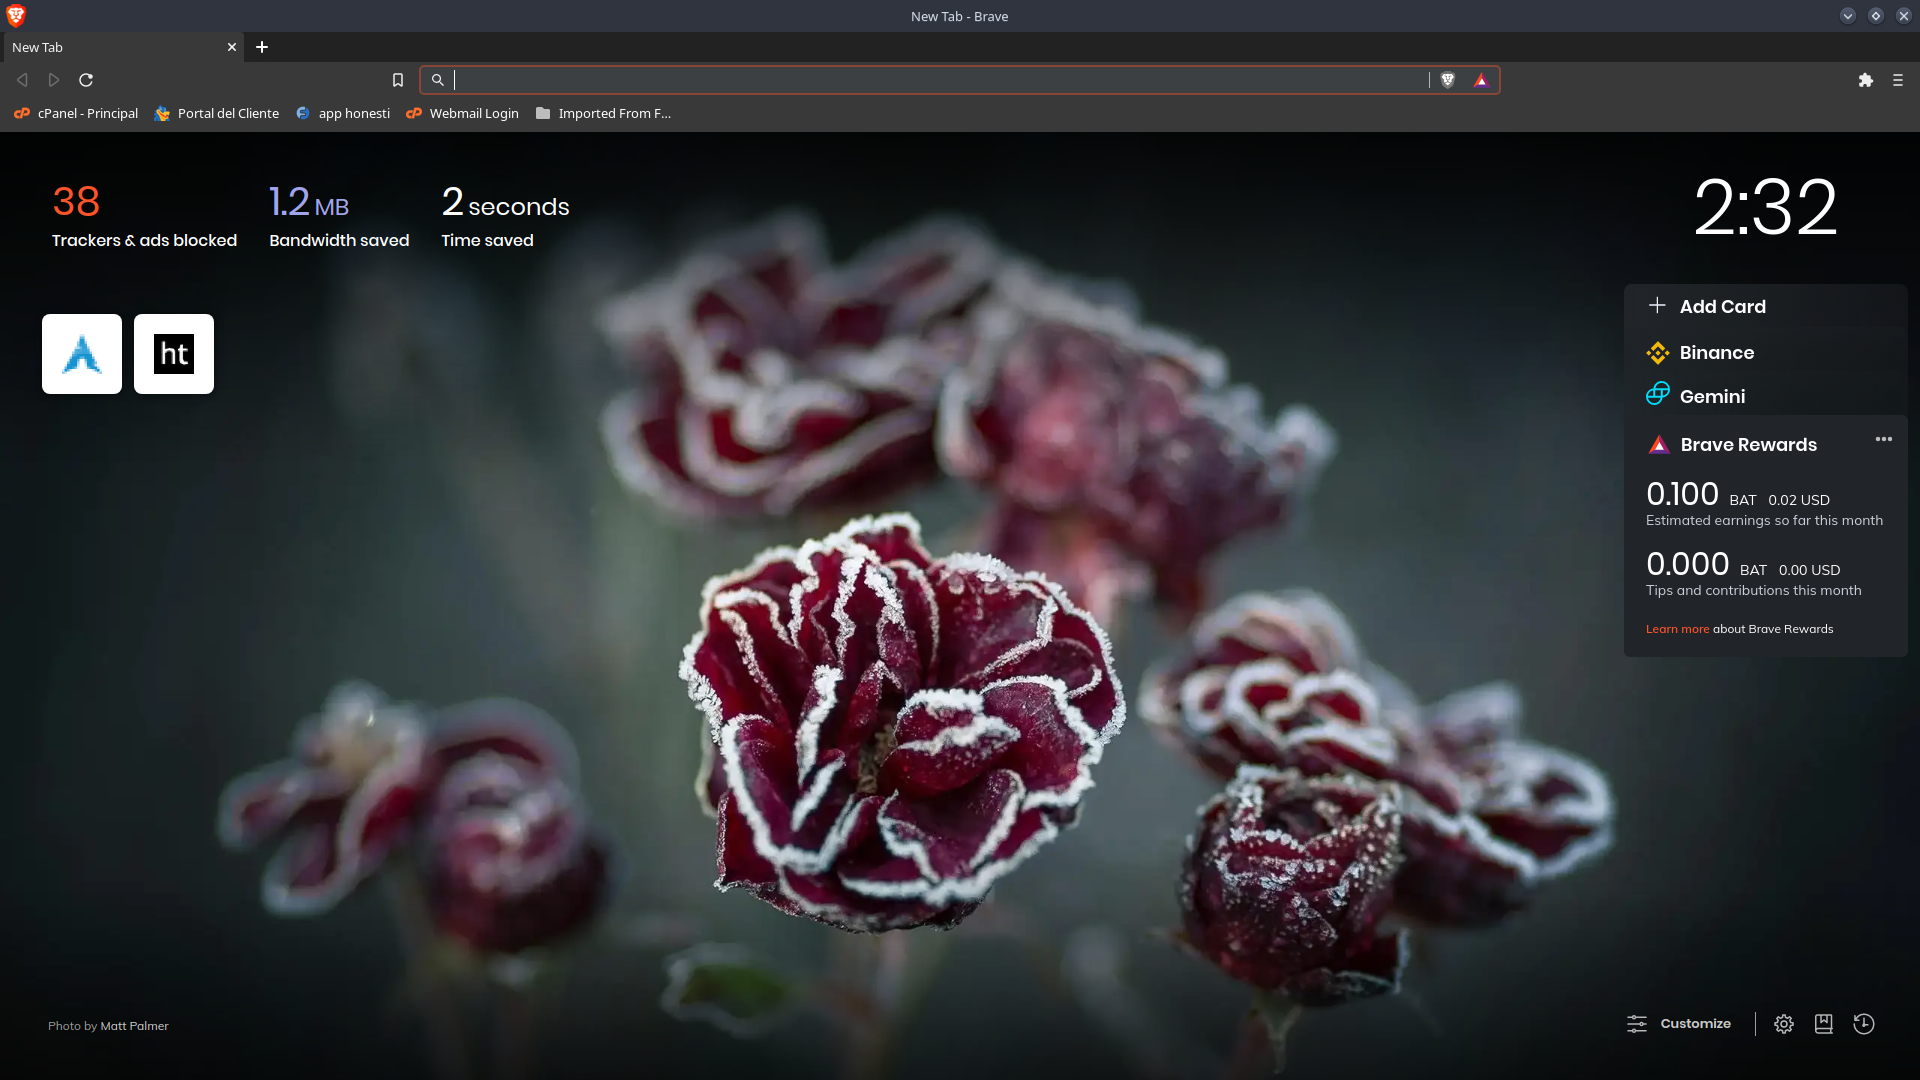 New Tab - Brave
New Tab
cPanel - Principal
Portal del Cliente
app honesti
Webmail Login
Imported From F...
38
Trackers & ads blocked
1.2 MB
Bandwidth saved
2 seconds
Time saved
2:32
ht
Add Card
Binance
Gemini
Brave Rewards
0.100 BAT 0.02 USD
Estimated earnings so far this month
0.000 BAT 0.00 USD
Tips and contributions this month
Learn more about Brave Rewards
Photo by Matt Palmer
Customize